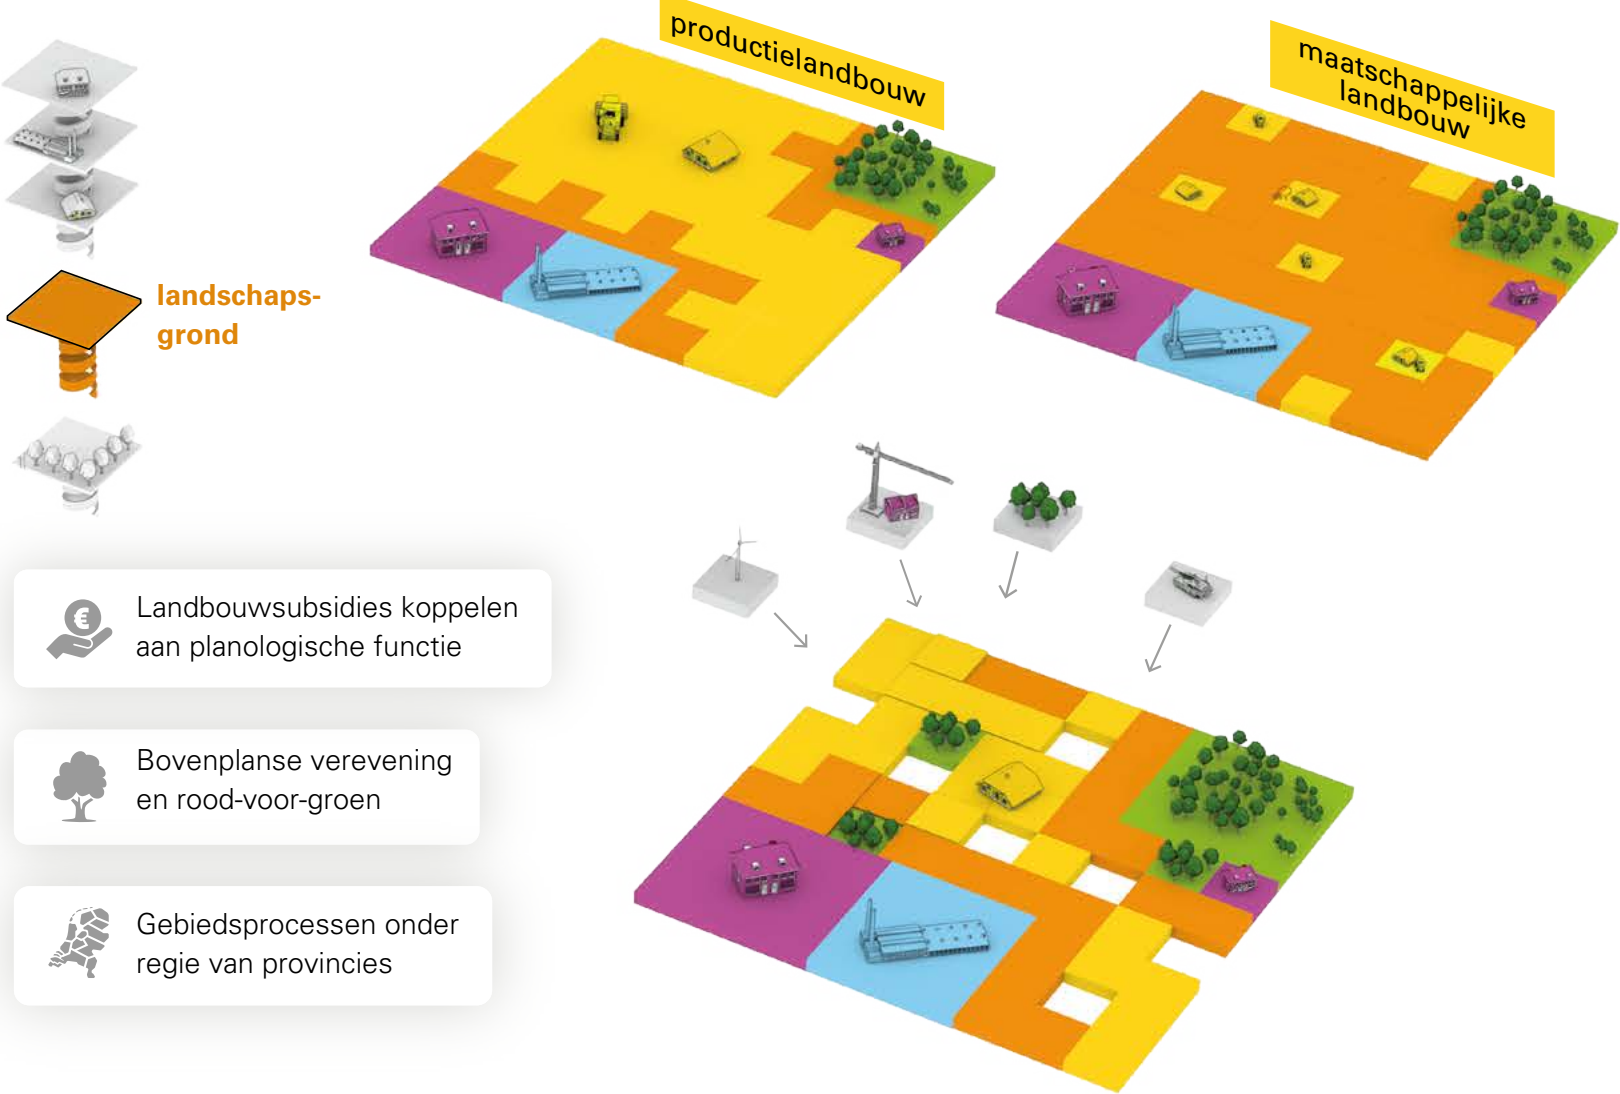 productielandbouw
maatschappelijke
landbouw
landschaps-
grond
Landbouwsubsidies koppelen
aan planologische functie
Bovenplanse verevening
en rood-voor-groen
Gebiedsprocessen onder
regie van provincies